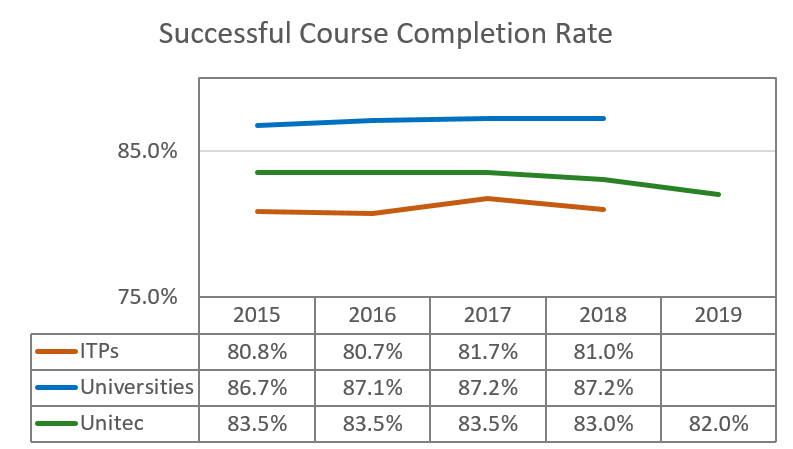 Successful Course Completion Rate
85.0%
75.0%
2015 2016 2017 2018 2019
ITPs 80.8% 80.7% 81.7% 81.0%
Universities 86.7% 87.1% 87.2% 87.2%
Unitec 83.5% 83.5% 83.5% 83.0% 82.0%